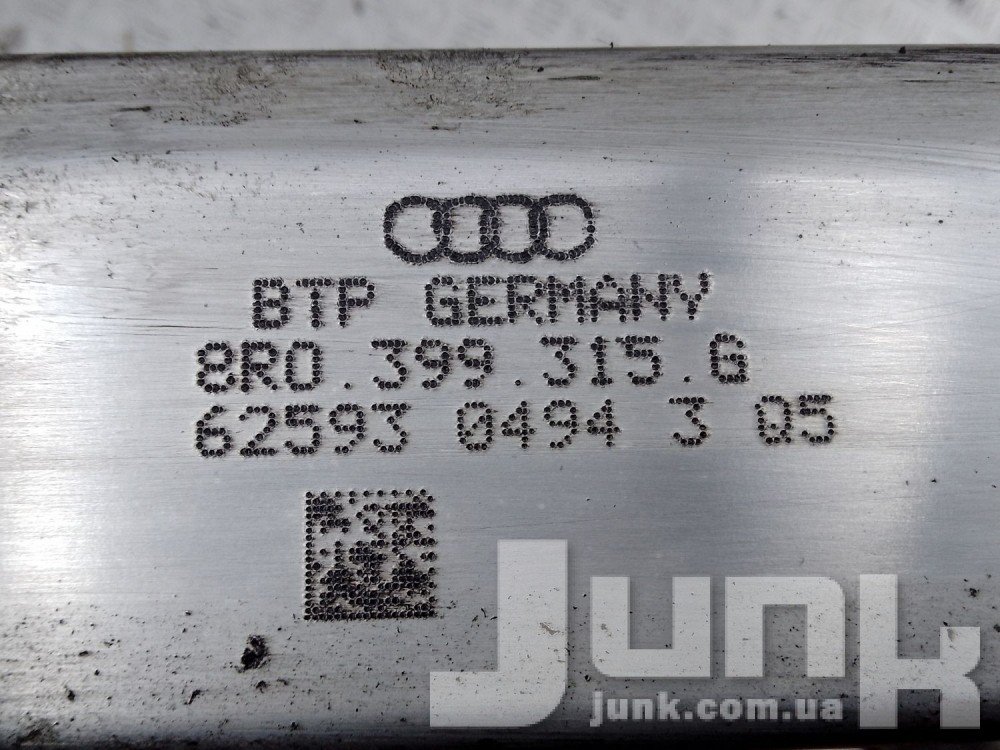 BTP GERMANY
8R0.399.315.G
62593 0494 3 05
Junk
junk.com.ua